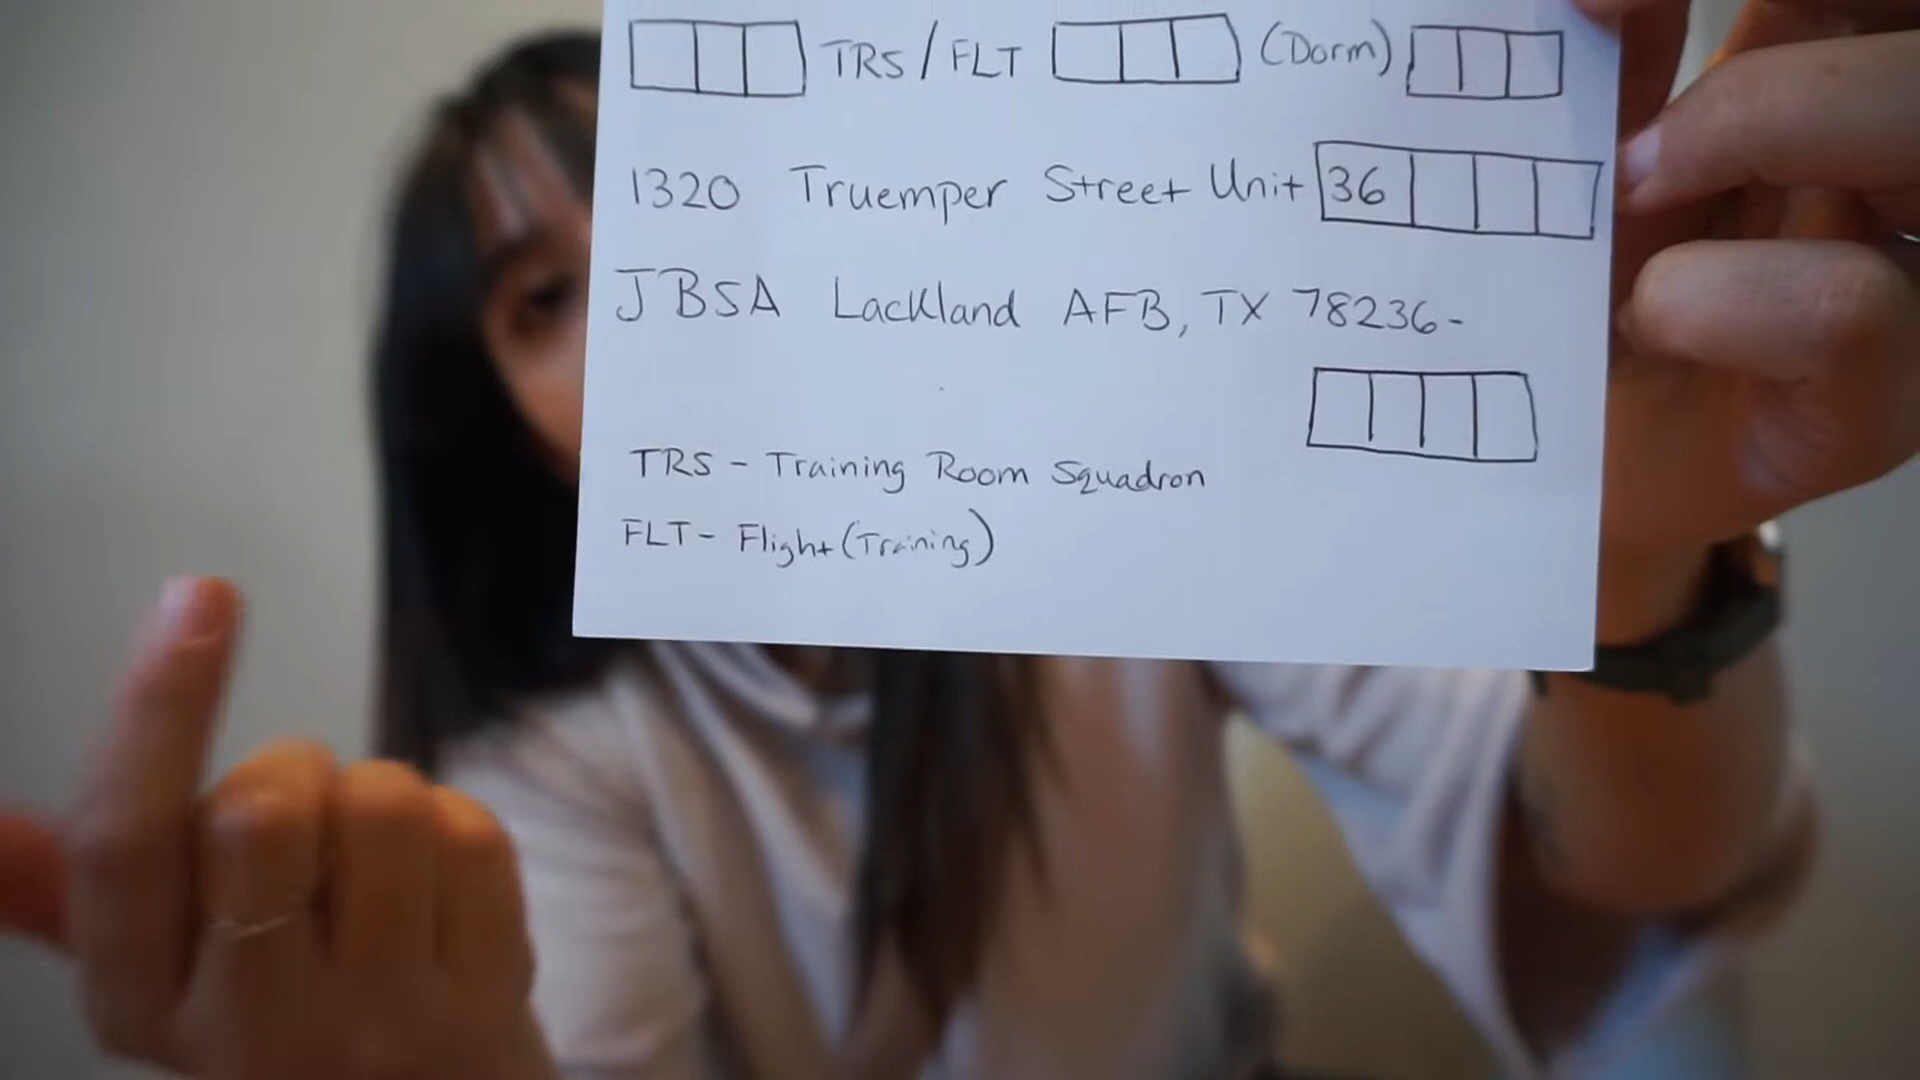 TRS/FLT (Dorm)
1320 Truemper Street Unit 36
JBSA Lackland AFB, TX 78236-
TRS - Training Room Squadron
FLT - Flight (Training)